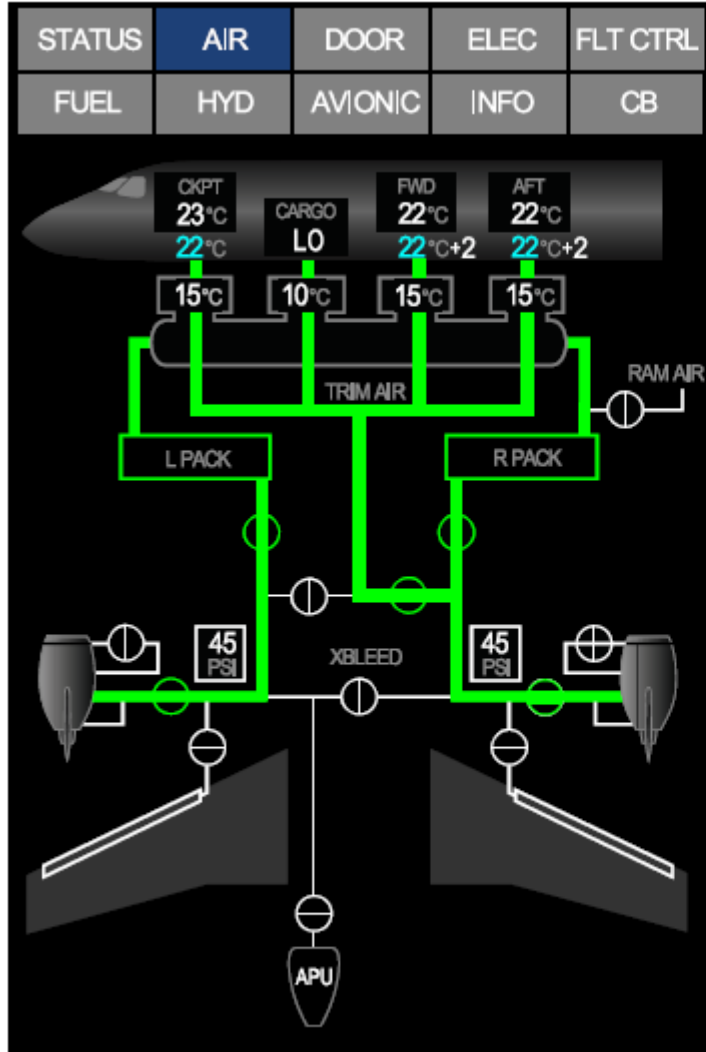 STATUS AIR DOOR ELEC FLT CTRL
FUEL HYD AVIONIC INFO CB
CKPT FWD AFT
23°C CARGO 22°C 22°C
22°C LO 22°C+2 22°C+2
15°C 10°C 15°C 15°C
TRIM AIR RAM AIR
L PACK R PACK
45 XBLEED 45
PSI PSI
APU